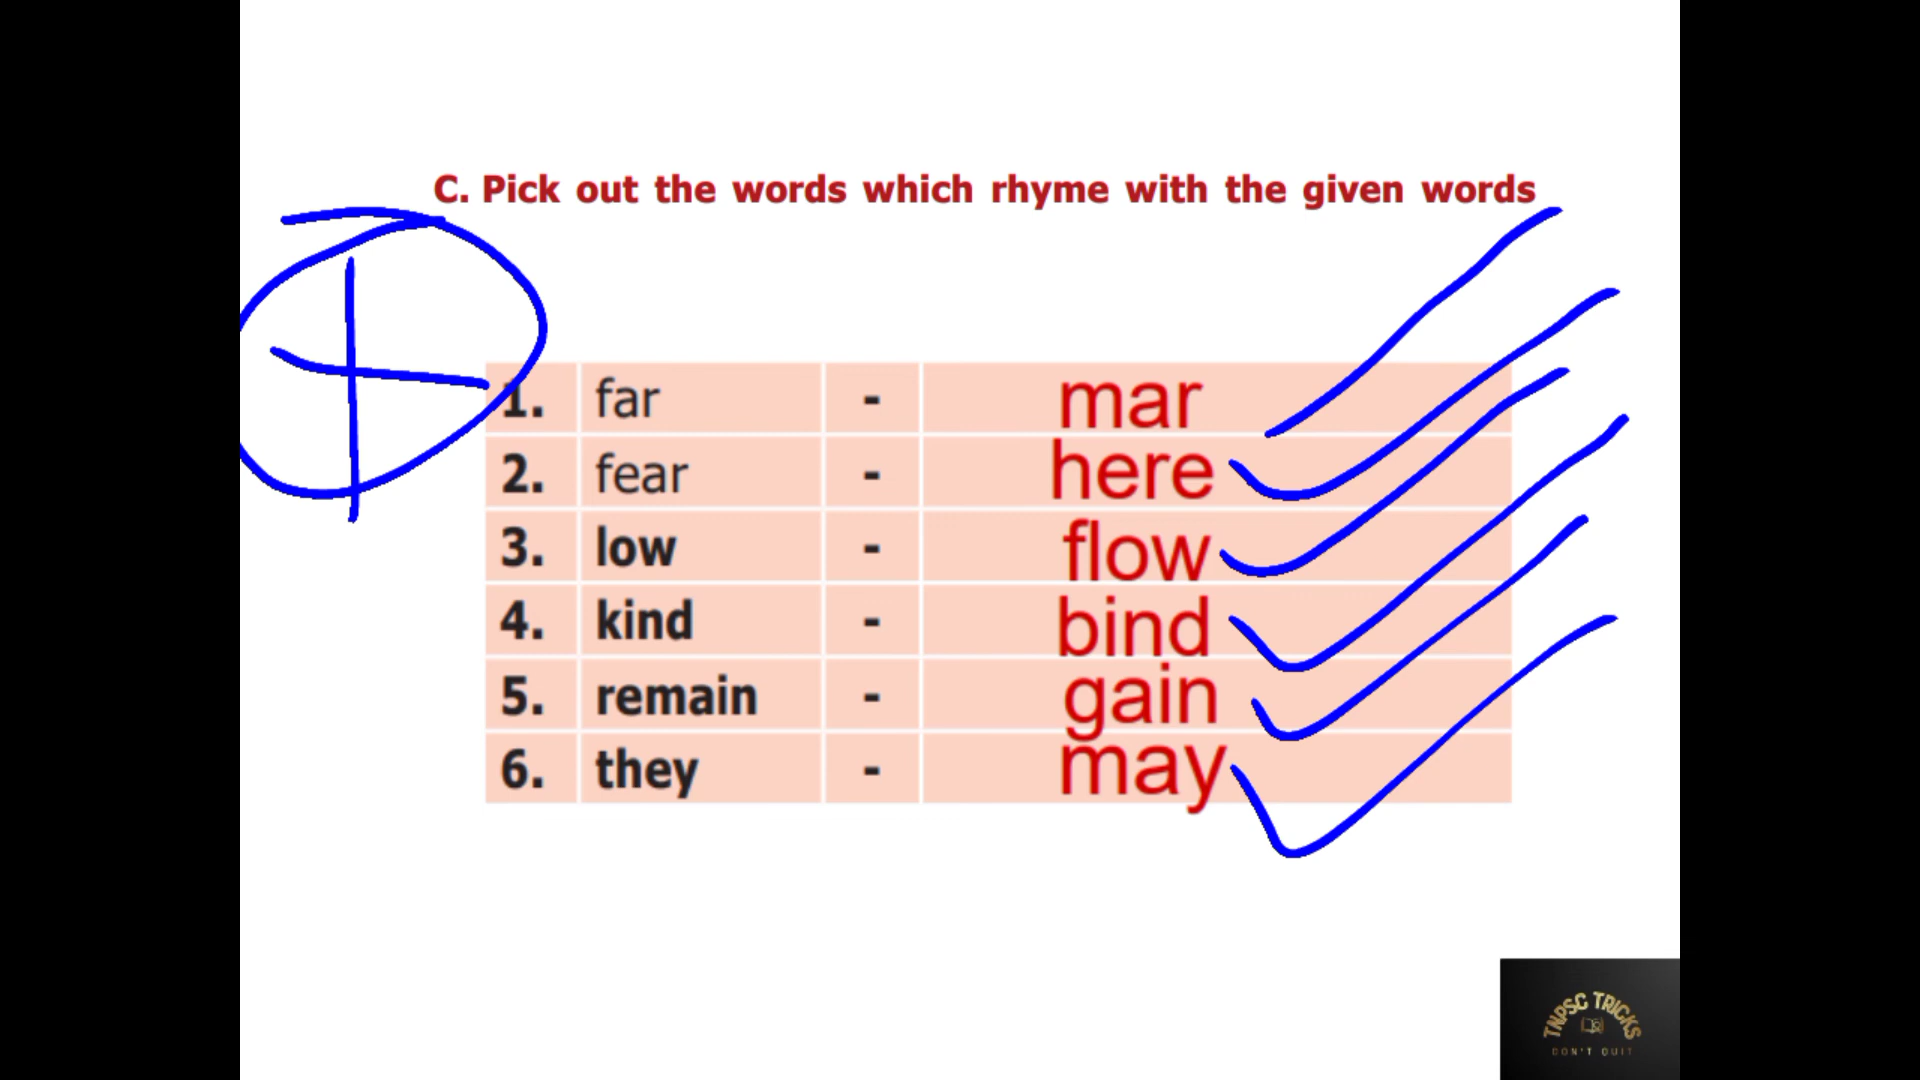 C. Pick out the words which rhyme with the given words
1. far - mar
2. fear - here
3. low - flow
4. kind - bind
5. remain - gain
6. they - may
TNPSC TRICKS
DON'T QUIT